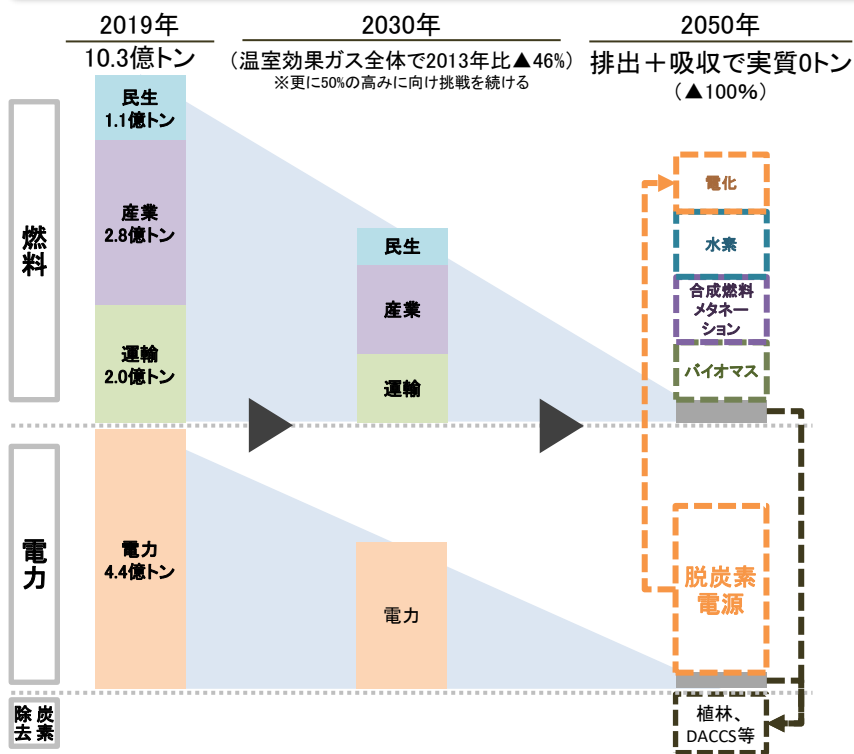 2019年
10.3億トン
2030年
(温室効果ガス全体で2013年比▲46%)
※更に50%の高みに向け挑戦を続ける
2050年
排出+吸収で実質0トン
(▲100%)
燃料
民生
1.1億トン
産業
2.8億トン
運輸
2.0億トン
民生
産業
運輸
電化
水素
合成燃料
メタネー
ション
バイオマス
電力
電力
4.4億トン
電力
脱炭素
電源
炭素
除去
植林、
DACCS等